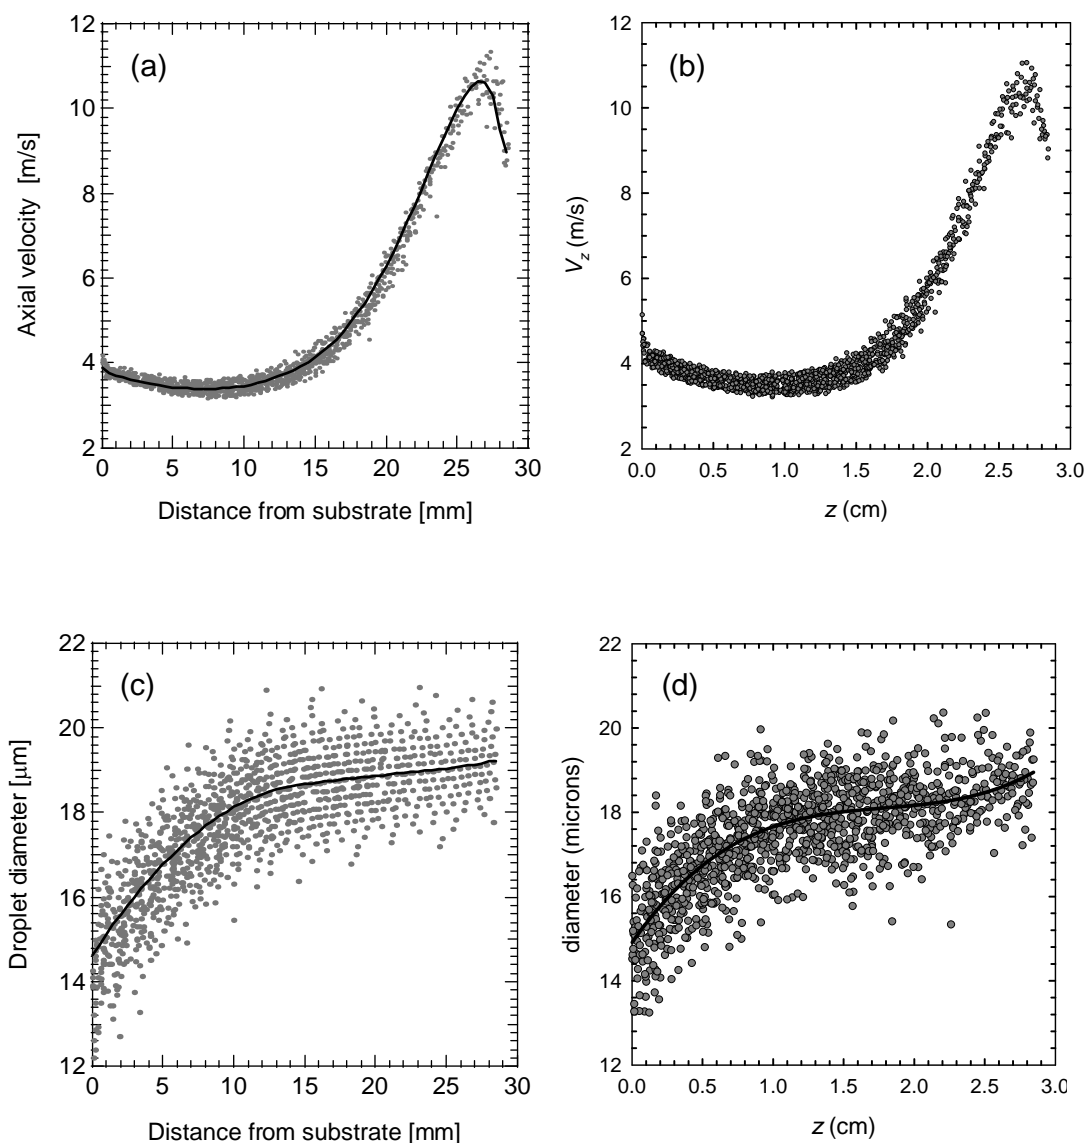 12
10
8
6
4
2
(a)
Axial velocity [m/s]
0 5 10 15 20 25 30
Distance from substrate [mm]
12
10
8
6
4
2
(b)
Vz (m/s)
0.0 0.5 1.0 1.5 2.0 2.5 3.0
z (cm)
22
20
18
16
14
12
(c)
Droplet diameter [μm]
0 5 10 15 20 25 30
Distance from substrate [mm]
22
20
18
16
14
12
(d)
diameter (microns)
0.0 0.5 1.0 1.5 2.0 2.5 3.0
z (cm)